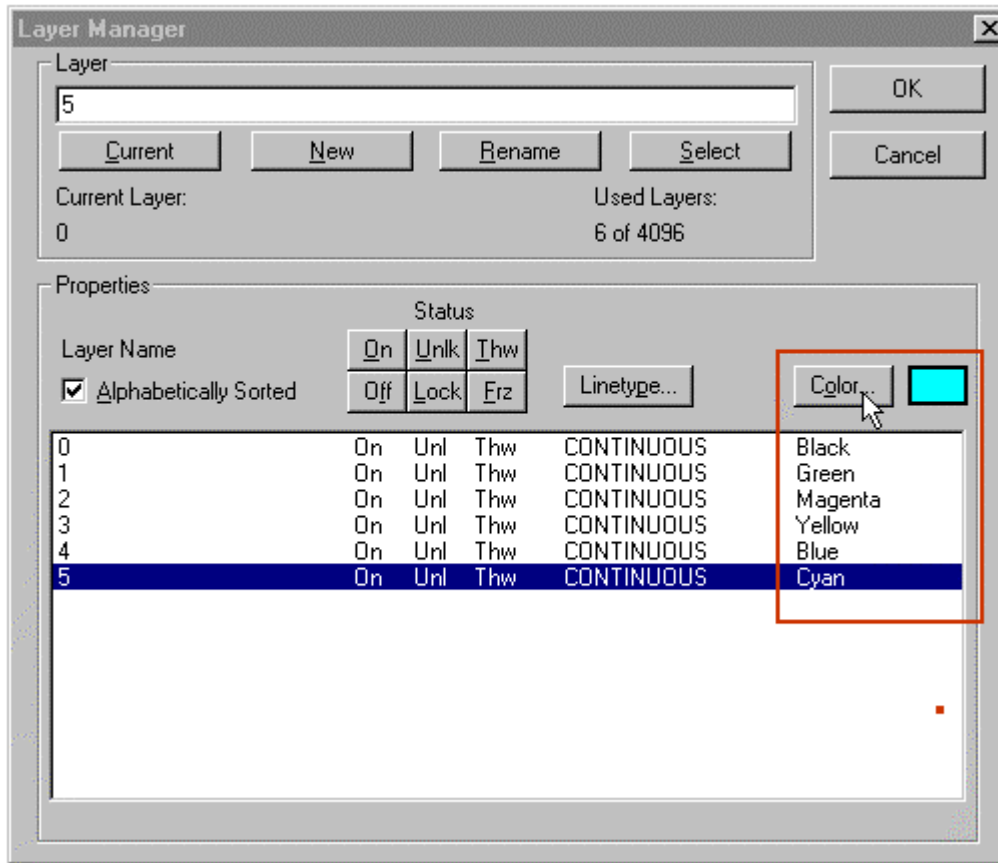 Layer Manager
Layer
5
OK
Current New Rename Select
Cancel
Current Layer: Used Layers:
0 6 of 4096
Properties
Status
Layer Name On Unlk Thw
Alphabetically Sorted Off Lock Frz Linetype... Color...
0 On Unl Thw CONTINUOUS Black
1 On Unl Thw CONTINUOUS Green
2 On Unl Thw CONTINUOUS Magenta
3 On Unl Thw CONTINUOUS Yellow
4 On Unl Thw CONTINUOUS Blue
5 On Unl Thw CONTINUOUS Cyan